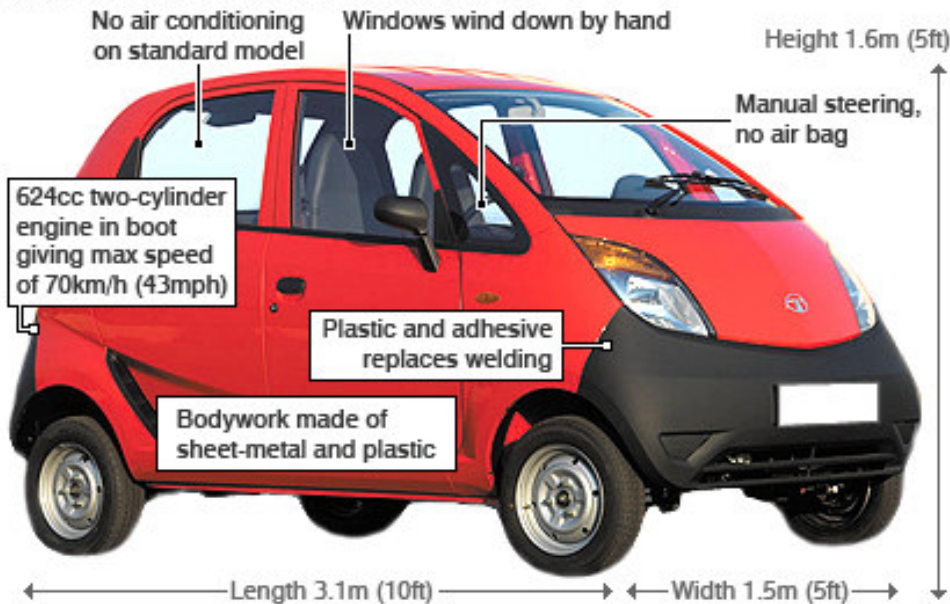 No air conditioning
on standard model
Windows wind down by hand
Height 1.6m (5ft)
Manual steering,
no air bag
624cc two-cylinder
engine in boot
giving max speed
of 70km/h (43mph)
Plastic and adhesive
replaces welding
Bodywork made of
sheet-metal and plastic
Length 3.1m (10ft)
Width 1.5m (5ft)